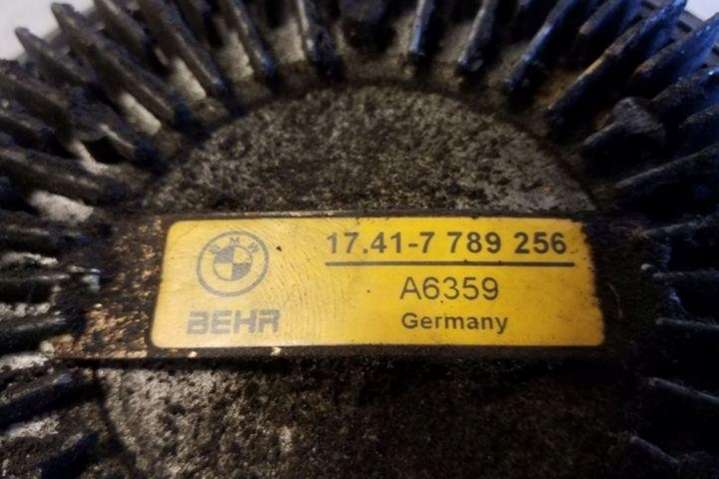 BMW
17.41-7 789 256
A6359
BEHR
Germany